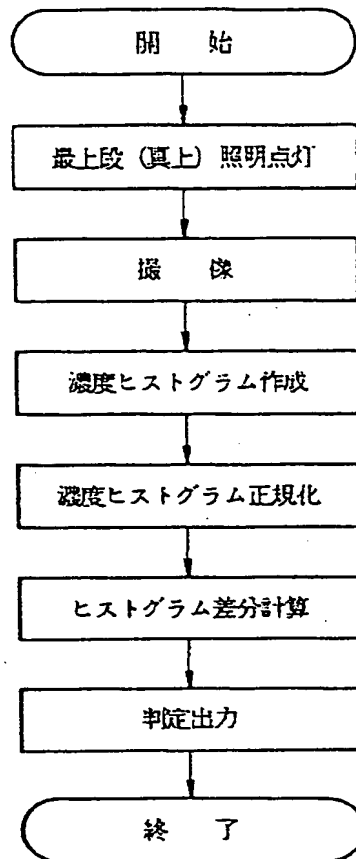 開 始
最上段(真上)照明点灯
撮 像
濃度ヒストグラム作成
濃度ヒストグラム正規化
ヒストグラム差分計算
判定出力
終 了